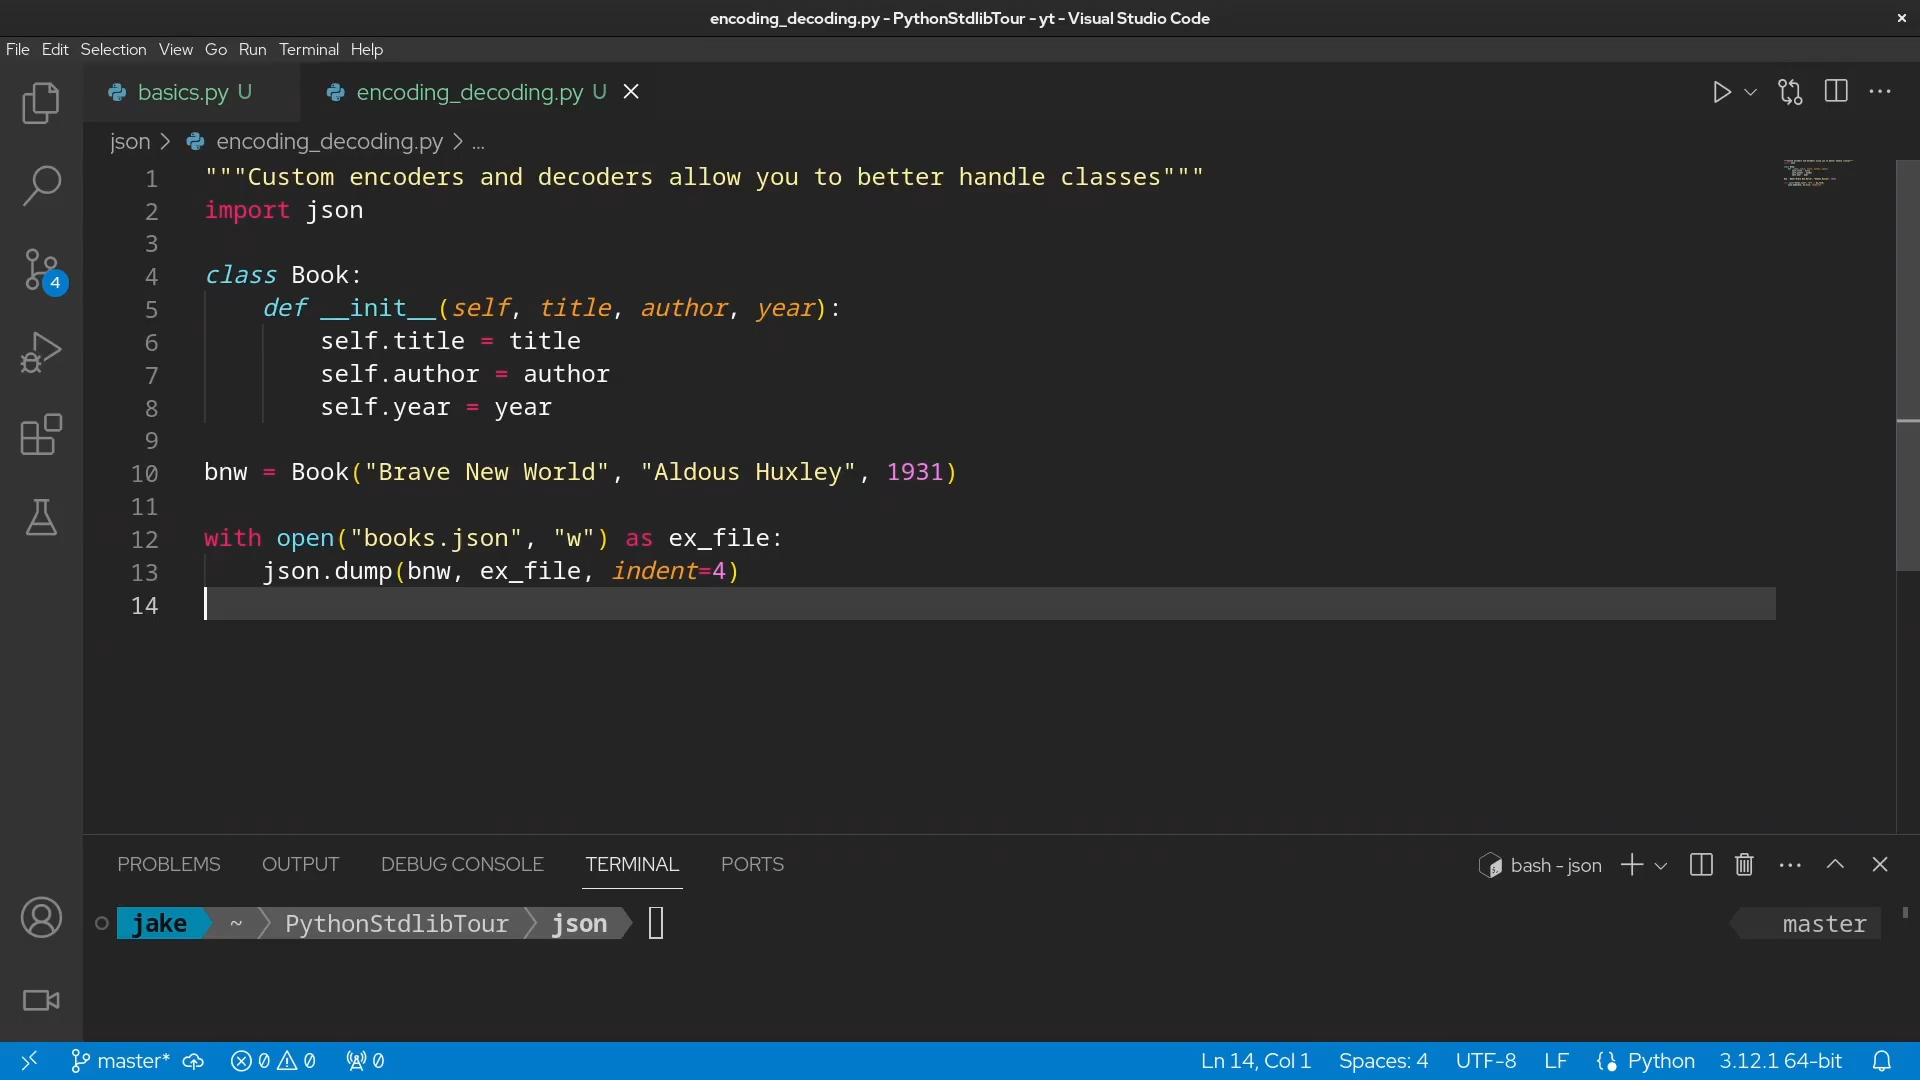 encoding_decoding.py - PythonStdlibTour - yt - Visual Studio Code
File Edit Selection View Go Run Terminal Help
basics.py U encoding_decoding.py U
json > encoding_decoding.py > ...
1 """Custom encoders and decoders allow you to better handle classes"""
2 import json
3
4 class Book:
5     def __init__(self, title, author, year):
6         self.title = title
7         self.author = author
8         self.year = year
9
10 bnw = Book("Brave New World", "Aldous Huxley", 1931)
11
12 with open("books.json", "w") as ex_file:
13     json.dump(bnw, ex_file, indent=4)
14
4
PROBLEMS OUTPUT DEBUG CONSOLE TERMINAL PORTS bash - json
jake ~ PythonStdlibTour json master
master* 0 0 0 Ln 14, Col 1 Spaces: 4 UTF-8 LF Python 3.12.1 64-bit